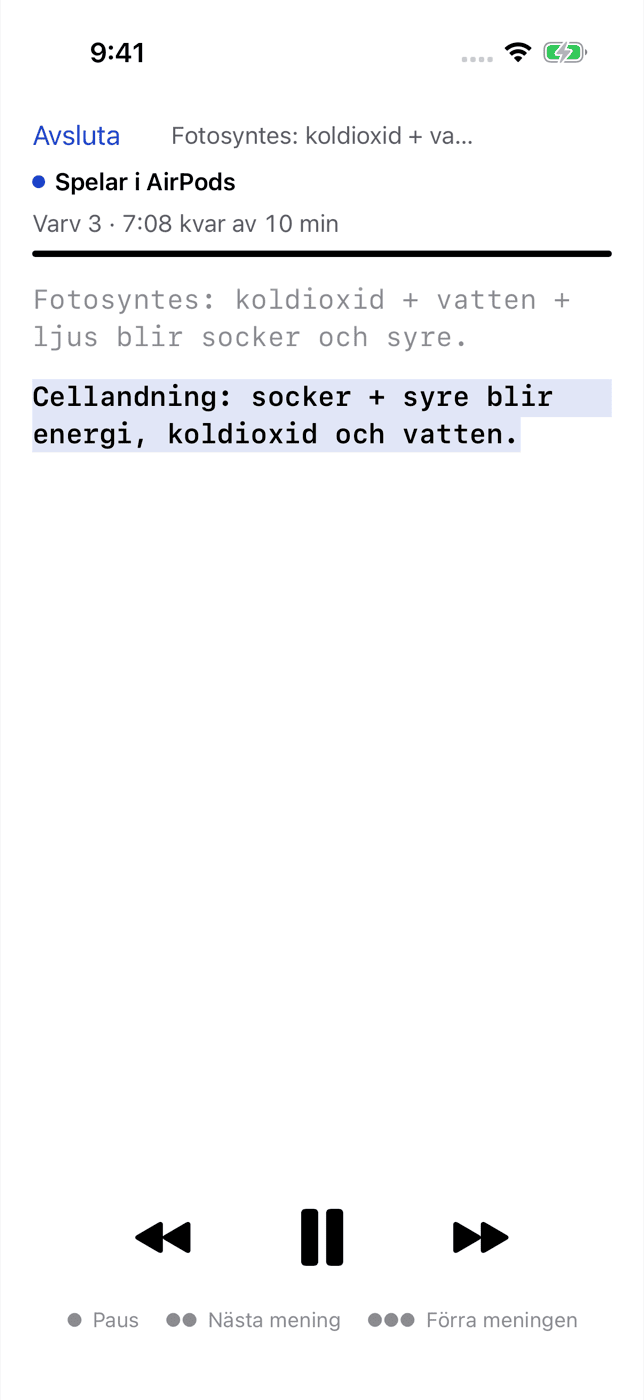 9:41
Avsluta
Fotosyntes: koldioxid + va...
Spelar i AirPods
Varv 3 · 7:08 kvar av 10 min
Fotosyntes: koldioxid + vatten +
ljus blir socker och syre.
Cellandning: socker + syre blir
energi, koldioxid och vatten.
Paus
Nästa mening
Förra meningen